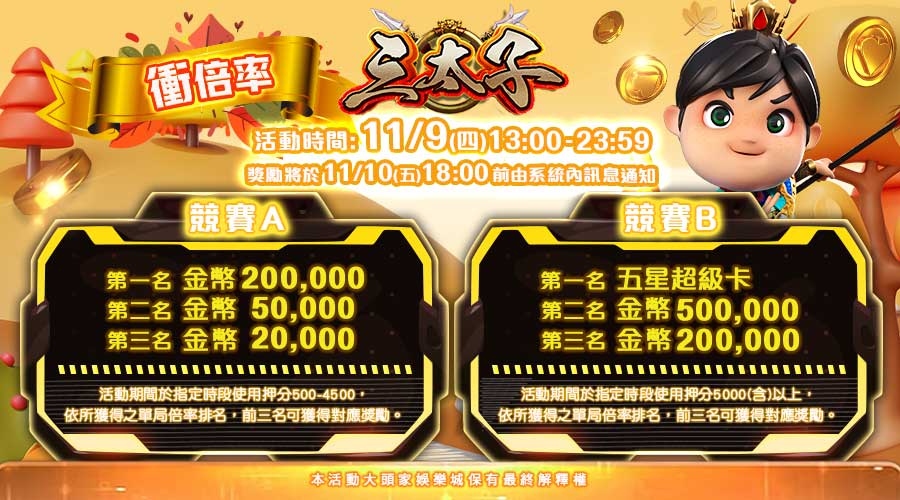 衝倍率
三太子
活動時間:11/9(四)13:00-23:59
獎勵將於11/10(五)18:00前由系統內訊息通知
競賽A
第一名 金幣 200,000
第二名 金幣 50,000
第三名 金幣 20,000
活動期間於指定時段使用押分500-4500，
依所獲得之單局倍率排名，前三名可獲得對應獎勵。
競賽B
第一名 五星超級卡
第二名 金幣 500,000
第三名 金幣 200,000
活動期間於指定時段使用押分5000(含)以上，
依所獲得之單局倍率排名，前三名可獲得對應獎勵。
本活動大頭家娛樂城保有最終解釋權